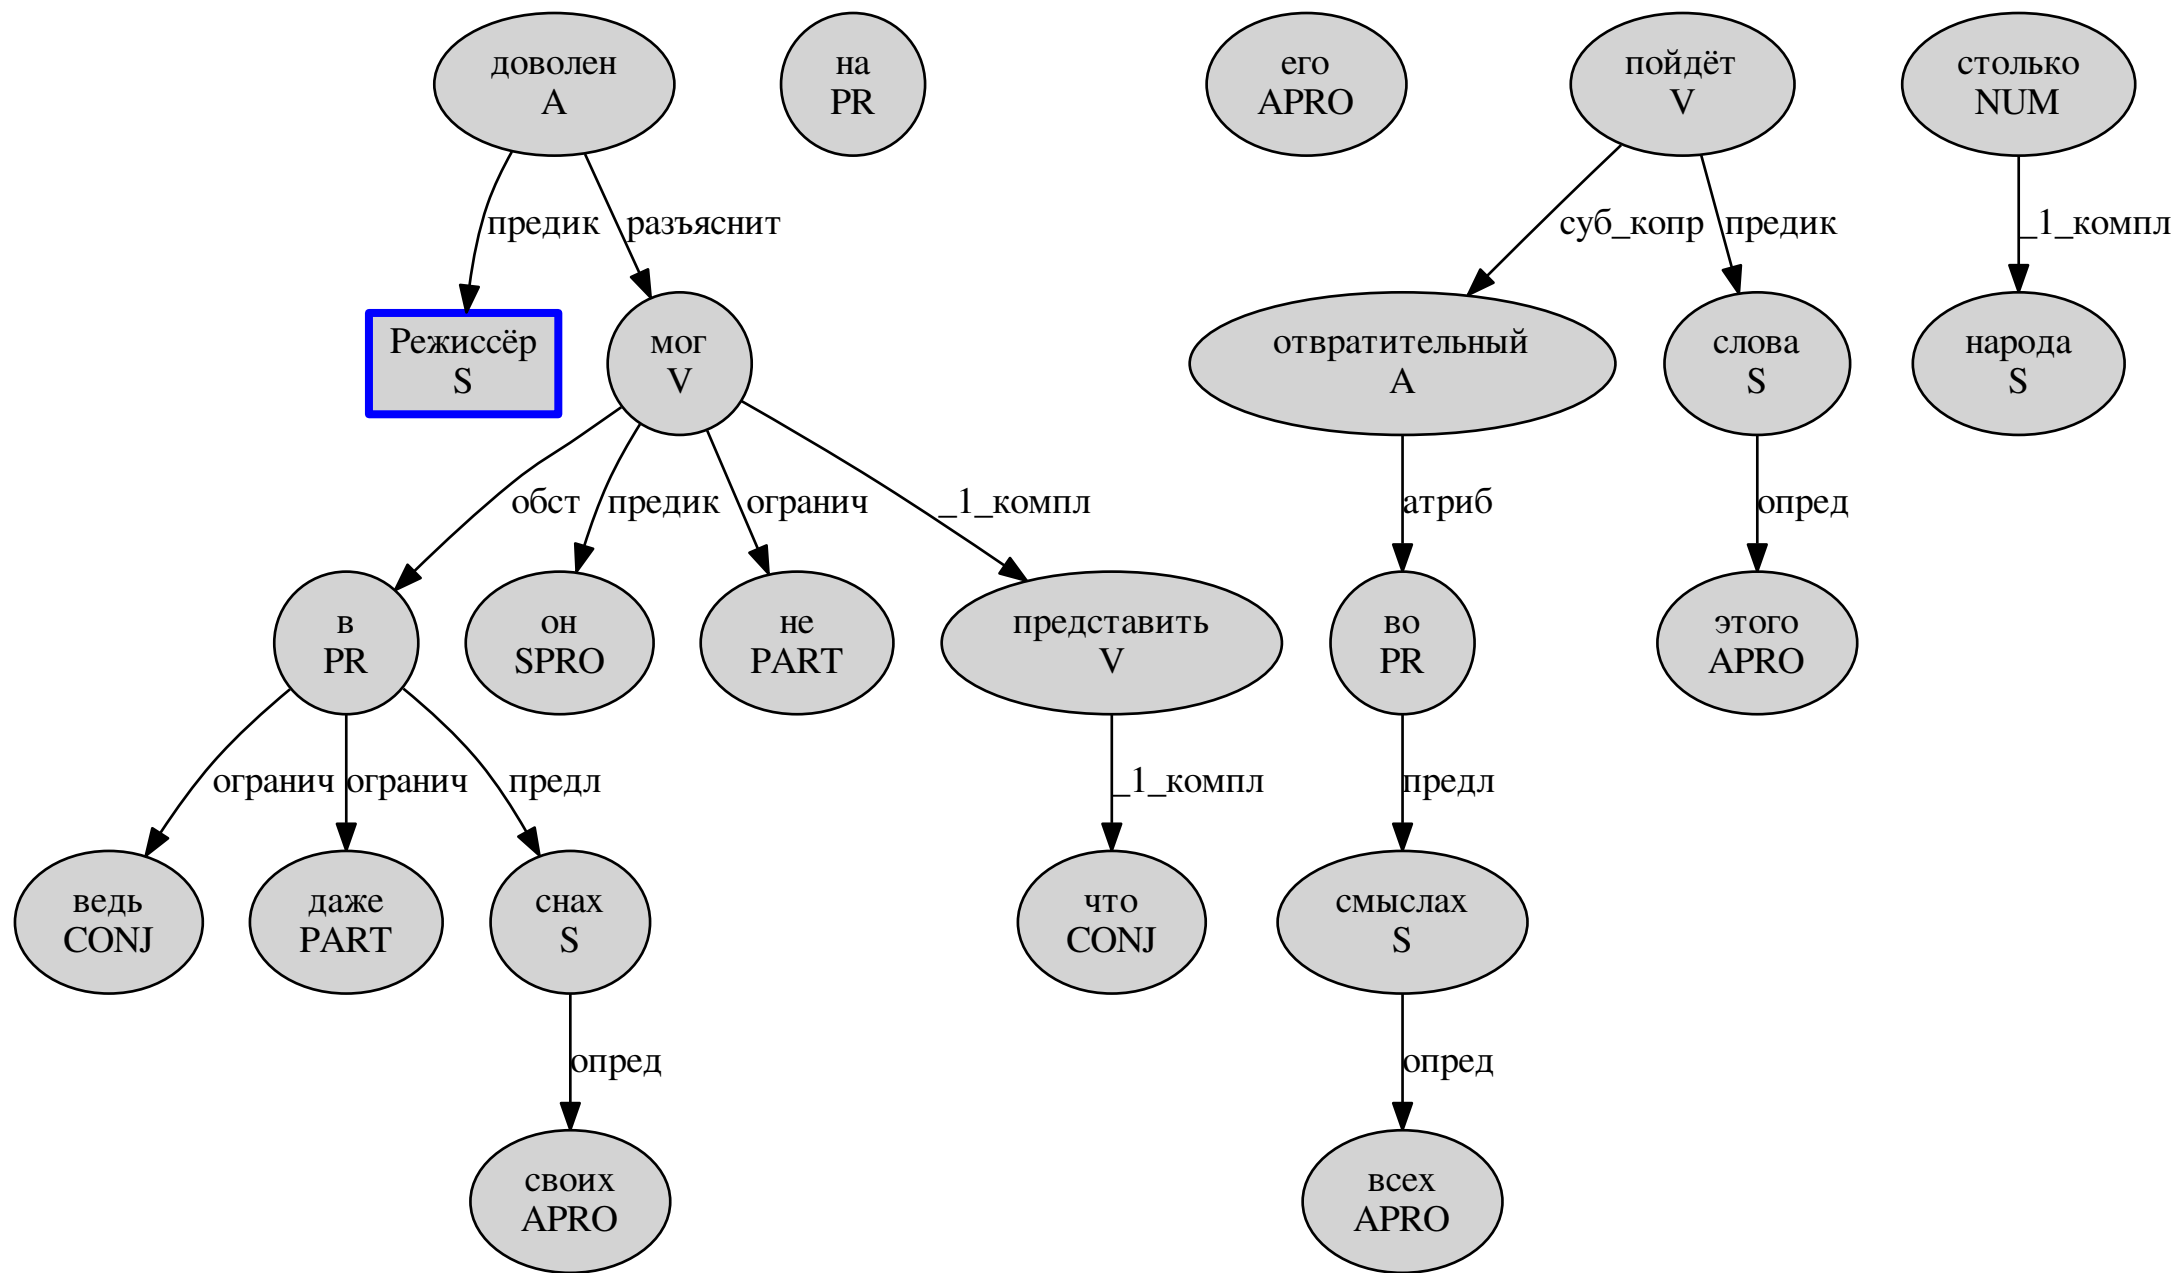 доволен
A
на
PR
его
APRO
пойдёт
V
столько
NUM
предик
разъяснит
суб_копр
предик
_1_компл
Режиссёр
S
мог
V
отвратительный
A
слова
S
народа
S
обст
предик
огранич
_1_компл
атриб
опред
в
PR
он
SPRO
не
PART
представить
V
во
PR
этого
APRO
огранич
огранич
предл
_1_компл
предл
ведь
CONJ
даже
PART
снах
S
что
CONJ
смыслах
S
опред
опред
своих
APRO
всех
APRO